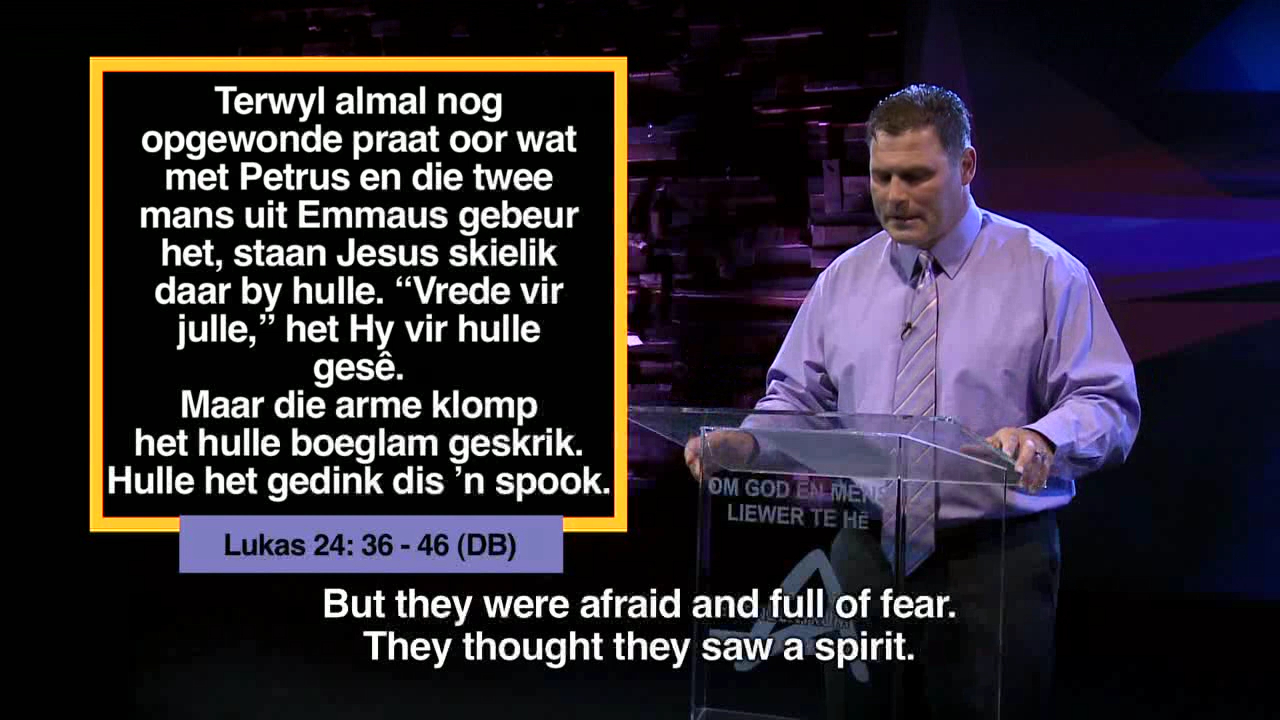 Terwyl almal nog
opgewonde praat oor wat
met Petrus en die twee
mans uit Emmaus gebeur
het, staan Jesus skielik
daar by hulle. “Vrede vir
julle,” het Hy vir hulle
gesê.
Maar die arme klomp
het hulle boeglam geskrik.
Hulle het gedink dis ’n spook.
Lukas 24: 36 - 46 (DB)
OM GOD EN MENS
LIEWER TE HÊ
But they were afraid and full of fear.
They thought they saw a spirit.